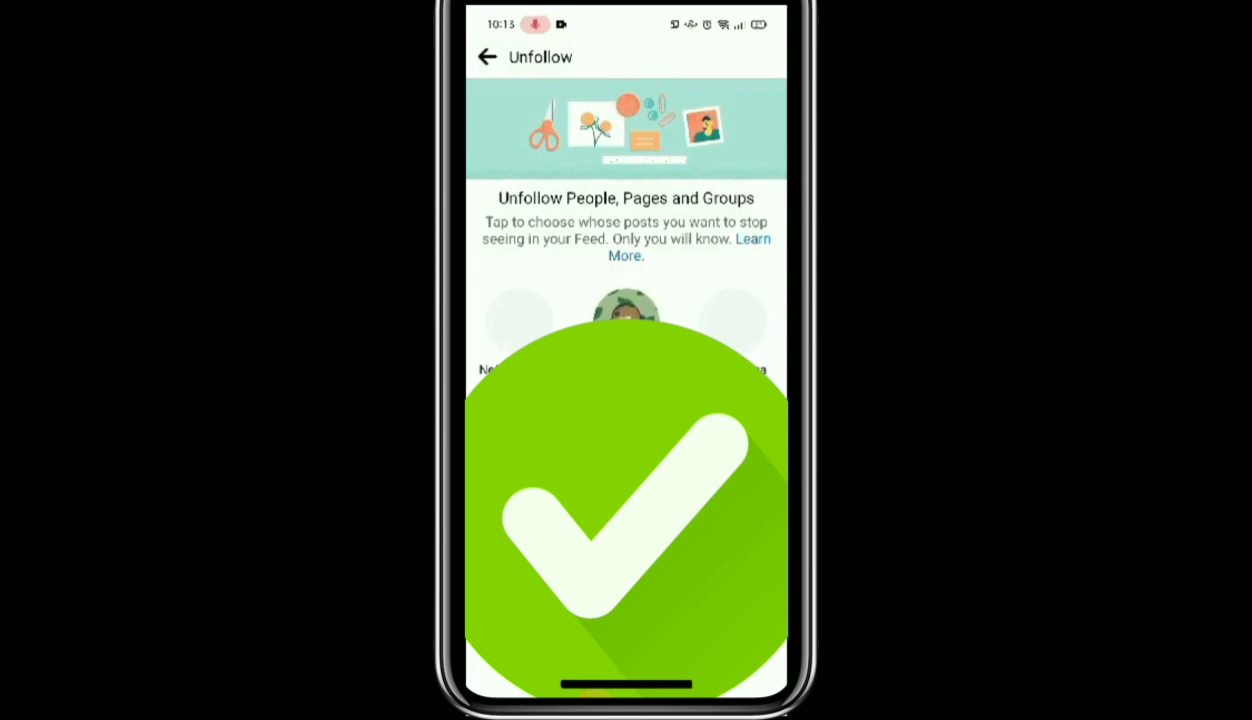 10:13
Unfollow
Unfollow People, Pages and Groups
Tap to choose whose posts you want to stop
seeing in your Feed. Only you will know. Learn
More.